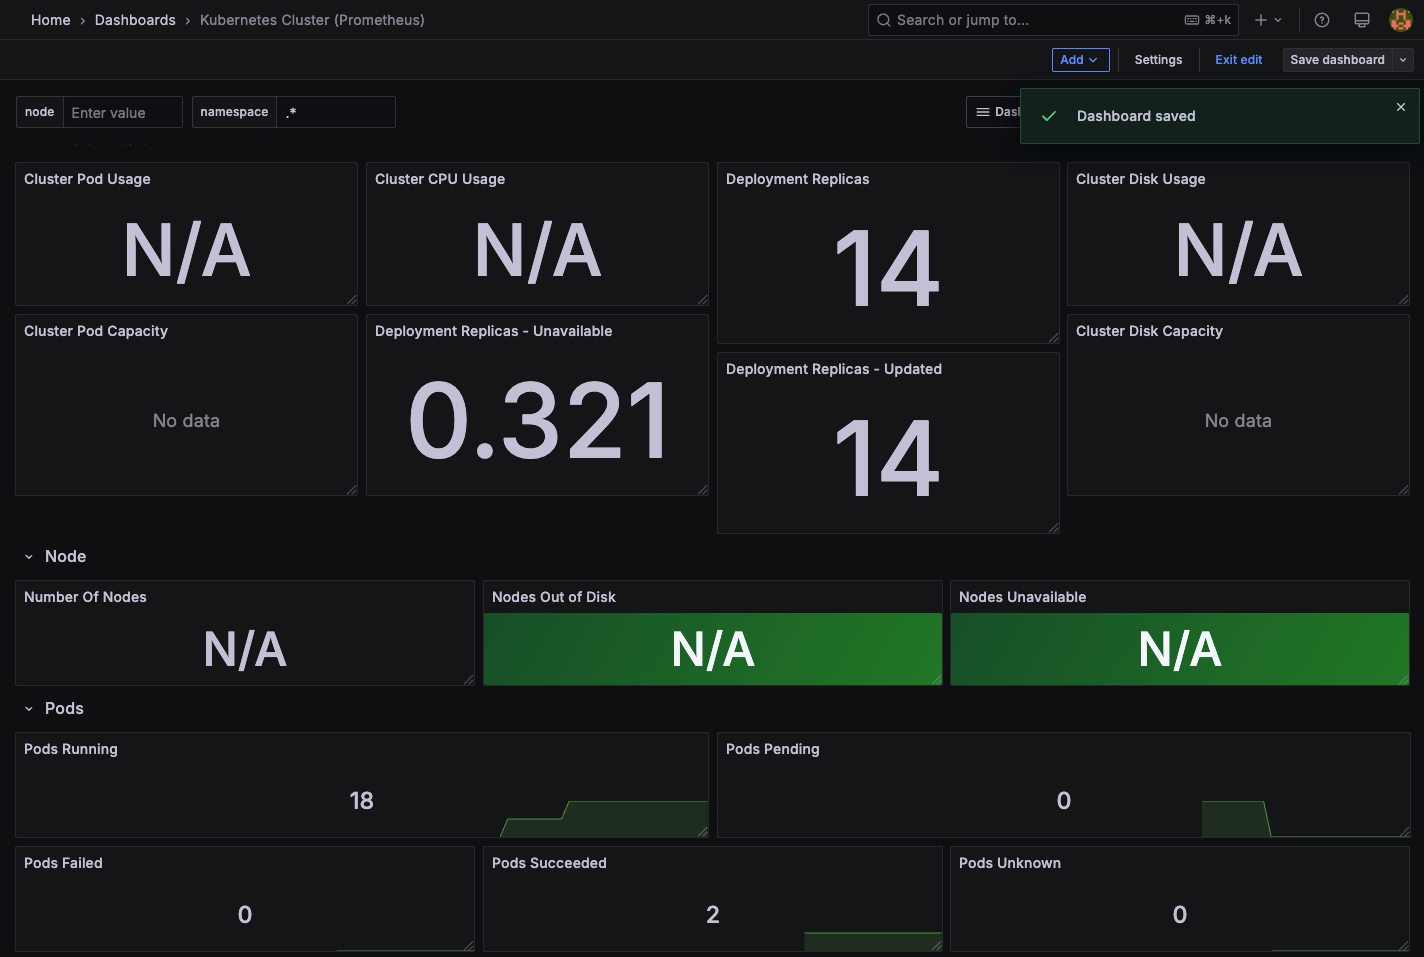 Home › Dashboards › Kubernetes Cluster (Prometheus)
Search or jump to...
⌘+k
Add
Settings
Exit edit
Save dashboard
node
Enter value
namespace
.*
Dashboard saved
Cluster Pod Usage
N/A
Cluster CPU Usage
N/A
Deployment Replicas
14
Cluster Disk Usage
N/A
Cluster Pod Capacity
No data
Deployment Replicas - Unavailable
0.321
Deployment Replicas - Updated
14
Cluster Disk Capacity
No data
Node
Number Of Nodes
N/A
Nodes Out of Disk
N/A
Nodes Unavailable
N/A
Pods
Pods Running
18
Pods Pending
0
Pods Failed
0
Pods Succeeded
2
Pods Unknown
0